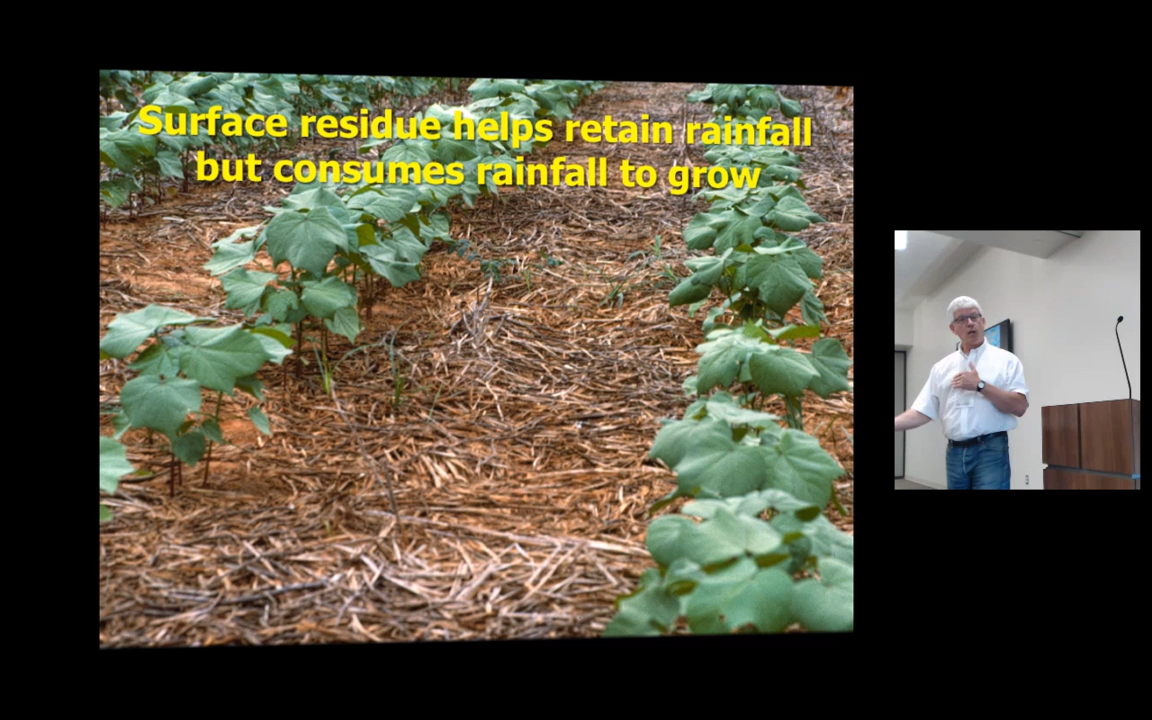 Surface residue helps retain rainfall
but consumes rainfall to grow